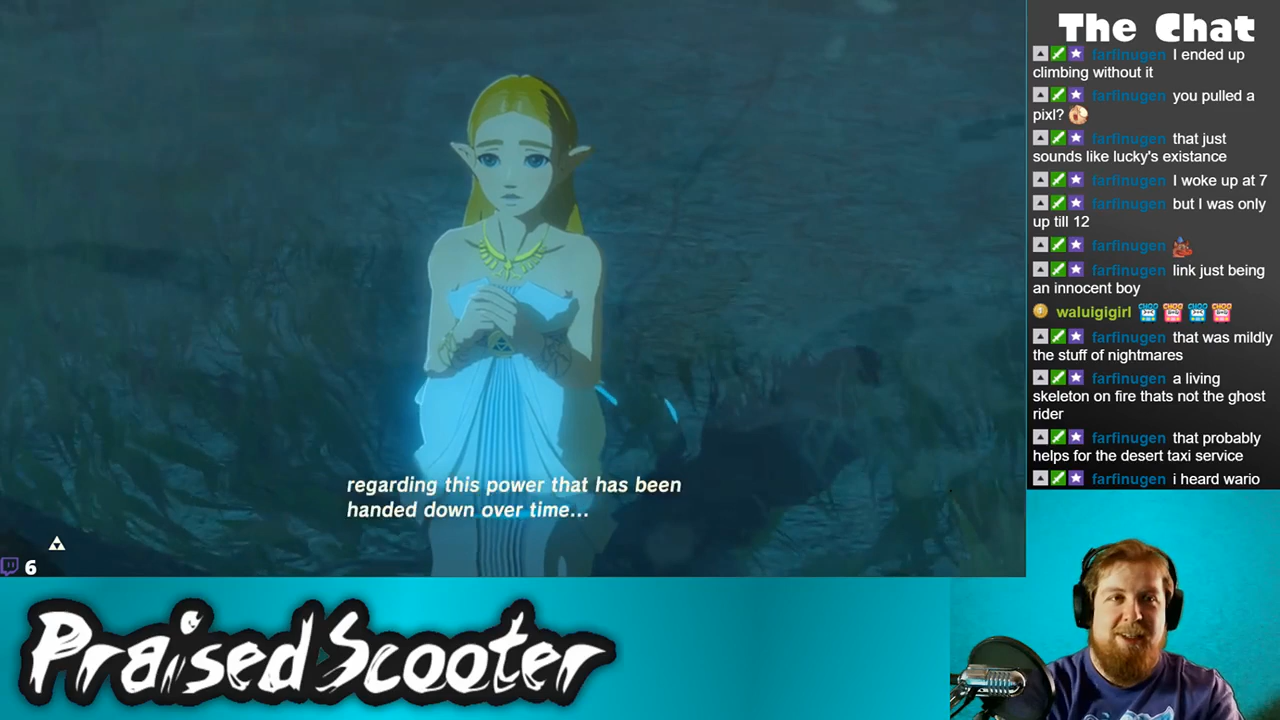 The Chat
farfinugen I ended up
climbing without it
farfinugen you pulled a
pixl?
farfinugen that just
sounds like lucky's existance
farfinugen I woke up at 7
farfinugen but I was only
up till 12
farfinugen
farfinugen link just being
an innocent boy
waluigigirl
farfinugen that was mildly
the stuff of nightmares
farfinugen a living
skeleton on fire thats not the ghost
rider
farfinugen that probably
helps for the desert taxi service
farfinugen i heard wario
regarding this power that has been
handed down over time...
6
PraisedScooter